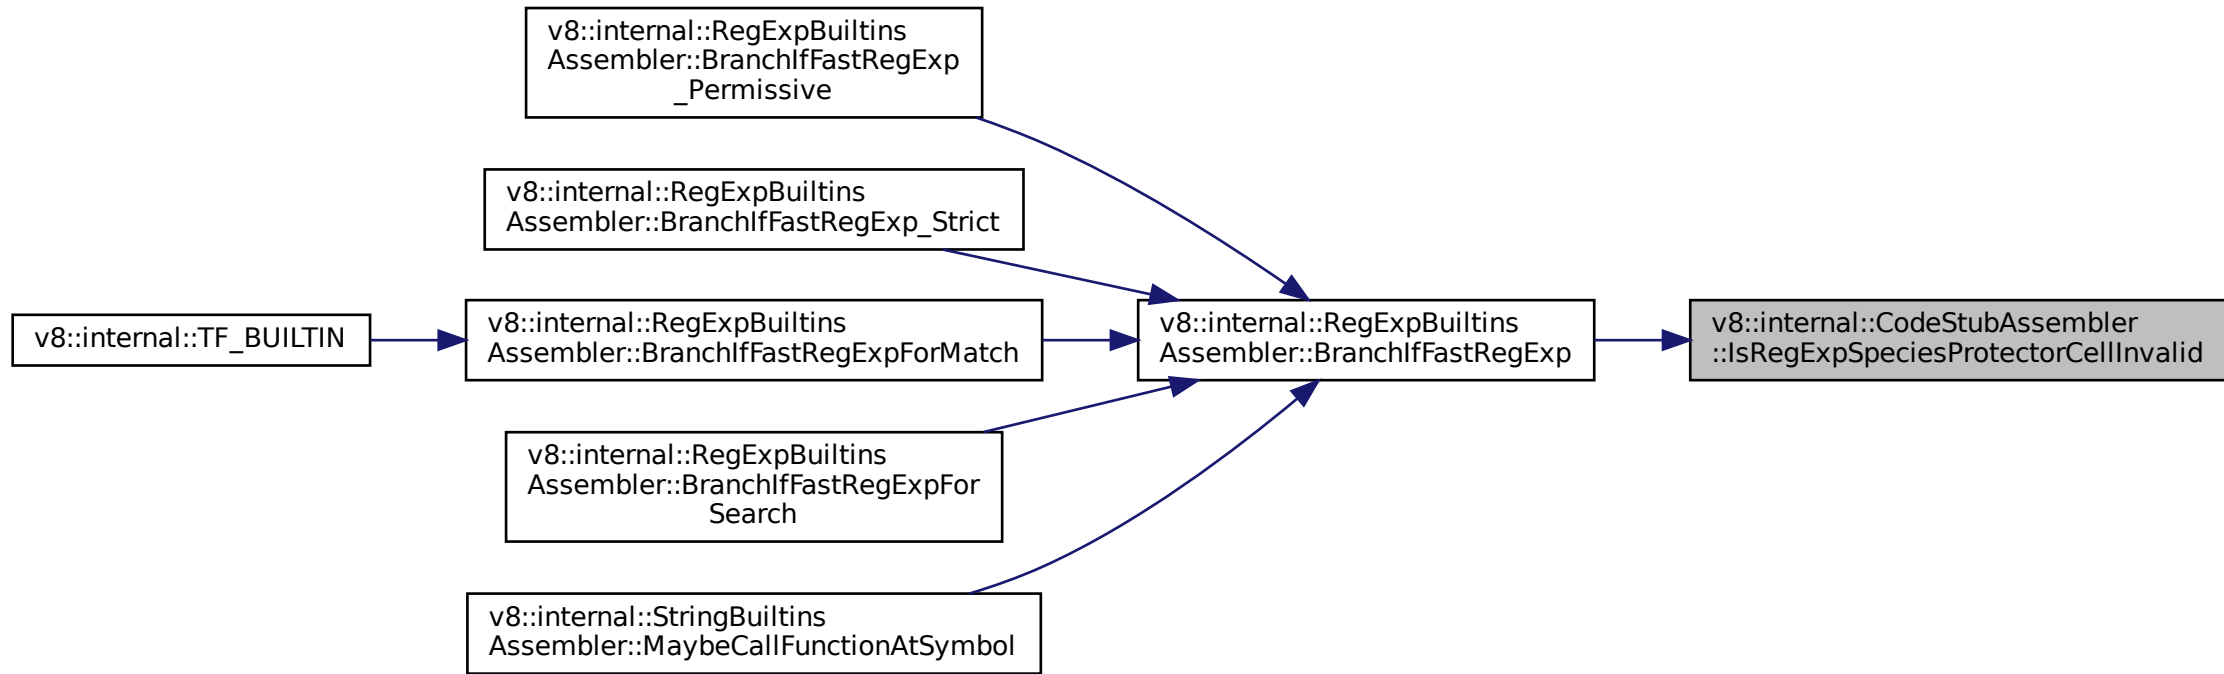 v8::internal::RegExpBuiltins
Assembler::BranchIfFastRegExp
_Permissive
v8::internal::RegExpBuiltins
Assembler::BranchIfFastRegExp_Strict
v8::internal::TF_BUILTIN
v8::internal::RegExpBuiltins
Assembler::BranchIfFastRegExpForMatch
v8::internal::RegExpBuiltins
Assembler::BranchIfFastRegExp
v8::internal::CodeStubAssembler
::IsRegExpSpeciesProtectorCellInvalid
v8::internal::RegExpBuiltins
Assembler::BranchIfFastRegExpFor
Search
v8::internal::StringBuiltins
Assembler::MaybeCallFunctionAtSymbol